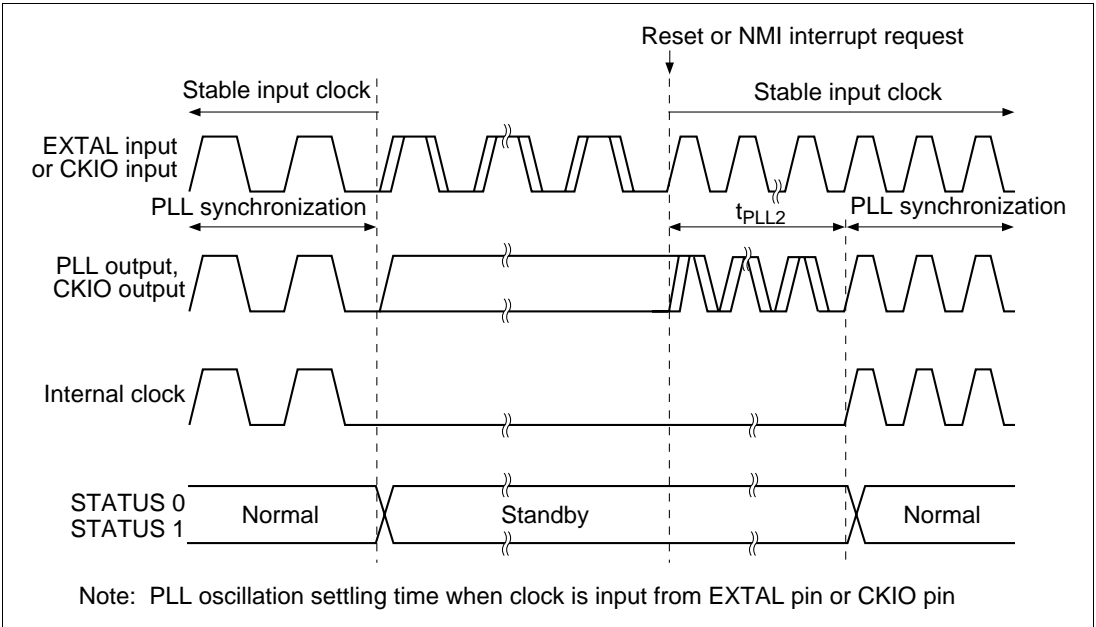 Reset or NMI interrupt request
Stable input clock
Stable input clock
EXTAL input
or CKIO input
PLL synchronization
tPLL2
PLL synchronization
PLL output,
CKIO output
Internal clock
STATUS 0
STATUS 1
Normal
Standby
Normal
Note: PLL oscillation settling time when clock is input from EXTAL pin or CKIO pin